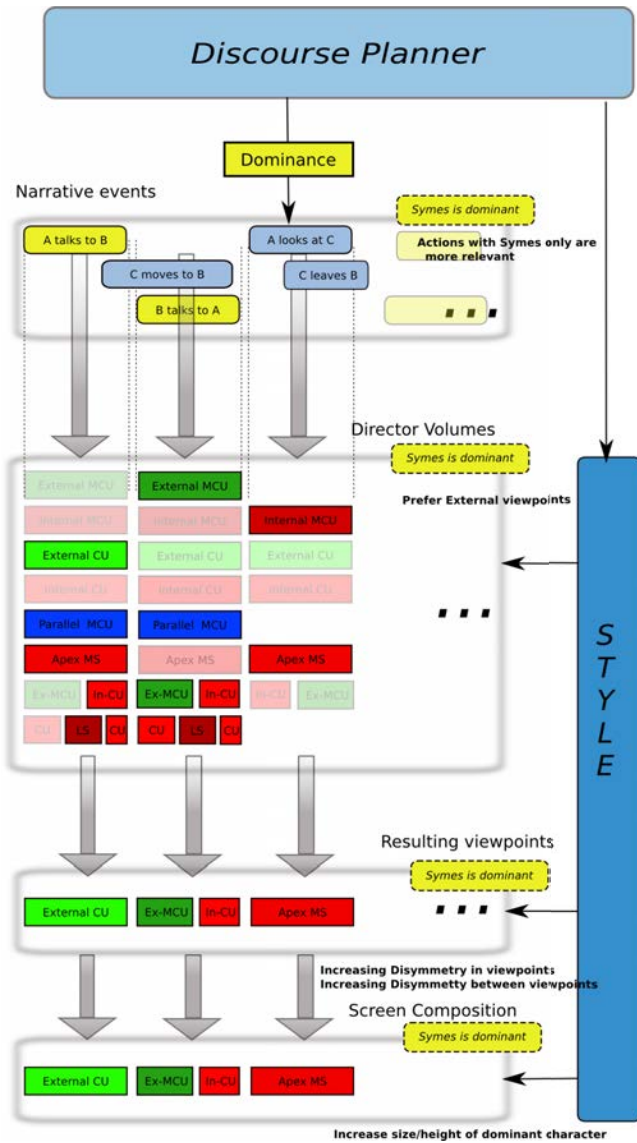 Discourse Planner
Dominance
Narrative events
Symes is dominant
A talks to B
A looks at C
Actions with Symes only are
more relevant
C moves to B
C leaves B
B talks to A
. . .
Director Volumes
Symes is dominant
External MCU
External MCU
Prefer External viewpoints
Internal MCU
Internal MCU
Internal MCU
External CU
External CU
External CU
Internal CU
Internal CU
Internal CU
. . .
Parallel MCU
Parallel MCU
Apex MS
Apex MS
Apex MS
Ex-MCU
In-CU
Ex-MCU
In-CU
In-CU
Ex-MCU
CU
LS
CU
CU
LS
CU
STYLE
Resulting viewpoints
Symes is dominant
External CU
Ex-MCU
In-CU
Apex MS
. . .
Increasing Disymmetry in viewpoints
Increasing Disymmetty between viewpoints
Screen Composition
Symes is dominant
External CU
Ex-MCU
In-CU
Apex MS
Increase size/height of dominant character